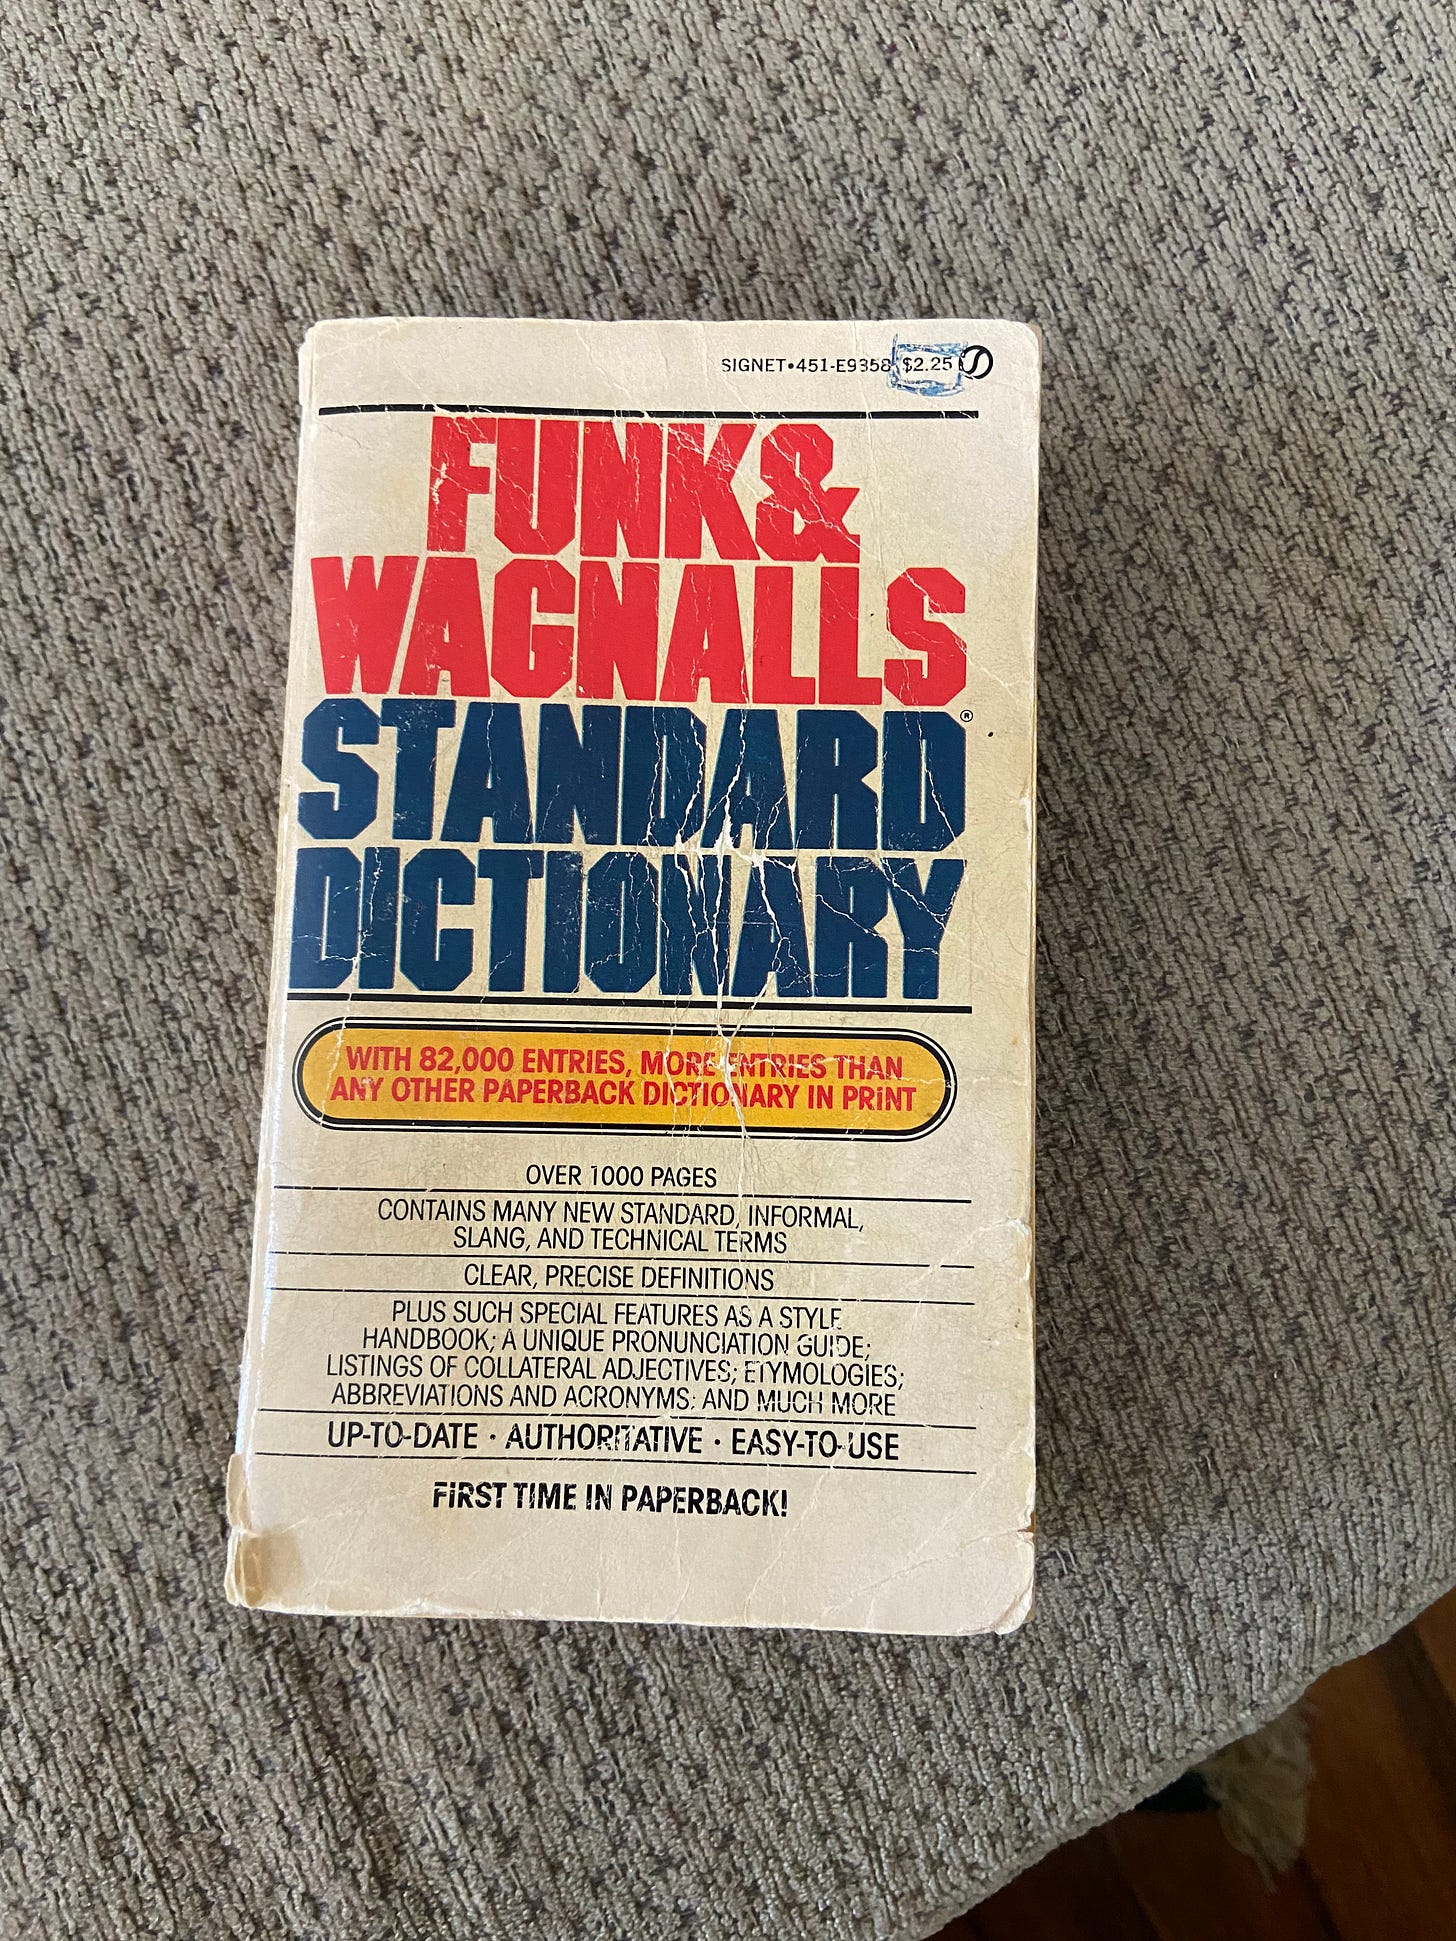 SIGNET•451-E9358 $2.25
FUNK&
WAGNALLS
STANDARD®
DICTIONARY
WITH 82,000 ENTRIES, MORE ENTRIES THAN
ANY OTHER PAPERBACK DICTIONARY IN PRINT
OVER 1000 PAGES
CONTAINS MANY NEW STANDARD, INFORMAL,
SLANG, AND TECHNICAL TERMS
CLEAR, PRECISE DEFINITIONS
PLUS SUCH SPECIAL FEATURES AS A STYLE
HANDBOOK; A UNIQUE PRONUNCIATION GUIDE;
LISTINGS OF COLLATERAL ADJECTIVES; ETYMOLOGIES;
ABBREVIATIONS AND ACRONYMS; AND MUCH MORE
UP-TO-DATE · AUTHORITATIVE · EASY-TO-USE
FIRST TIME IN PAPERBACK!